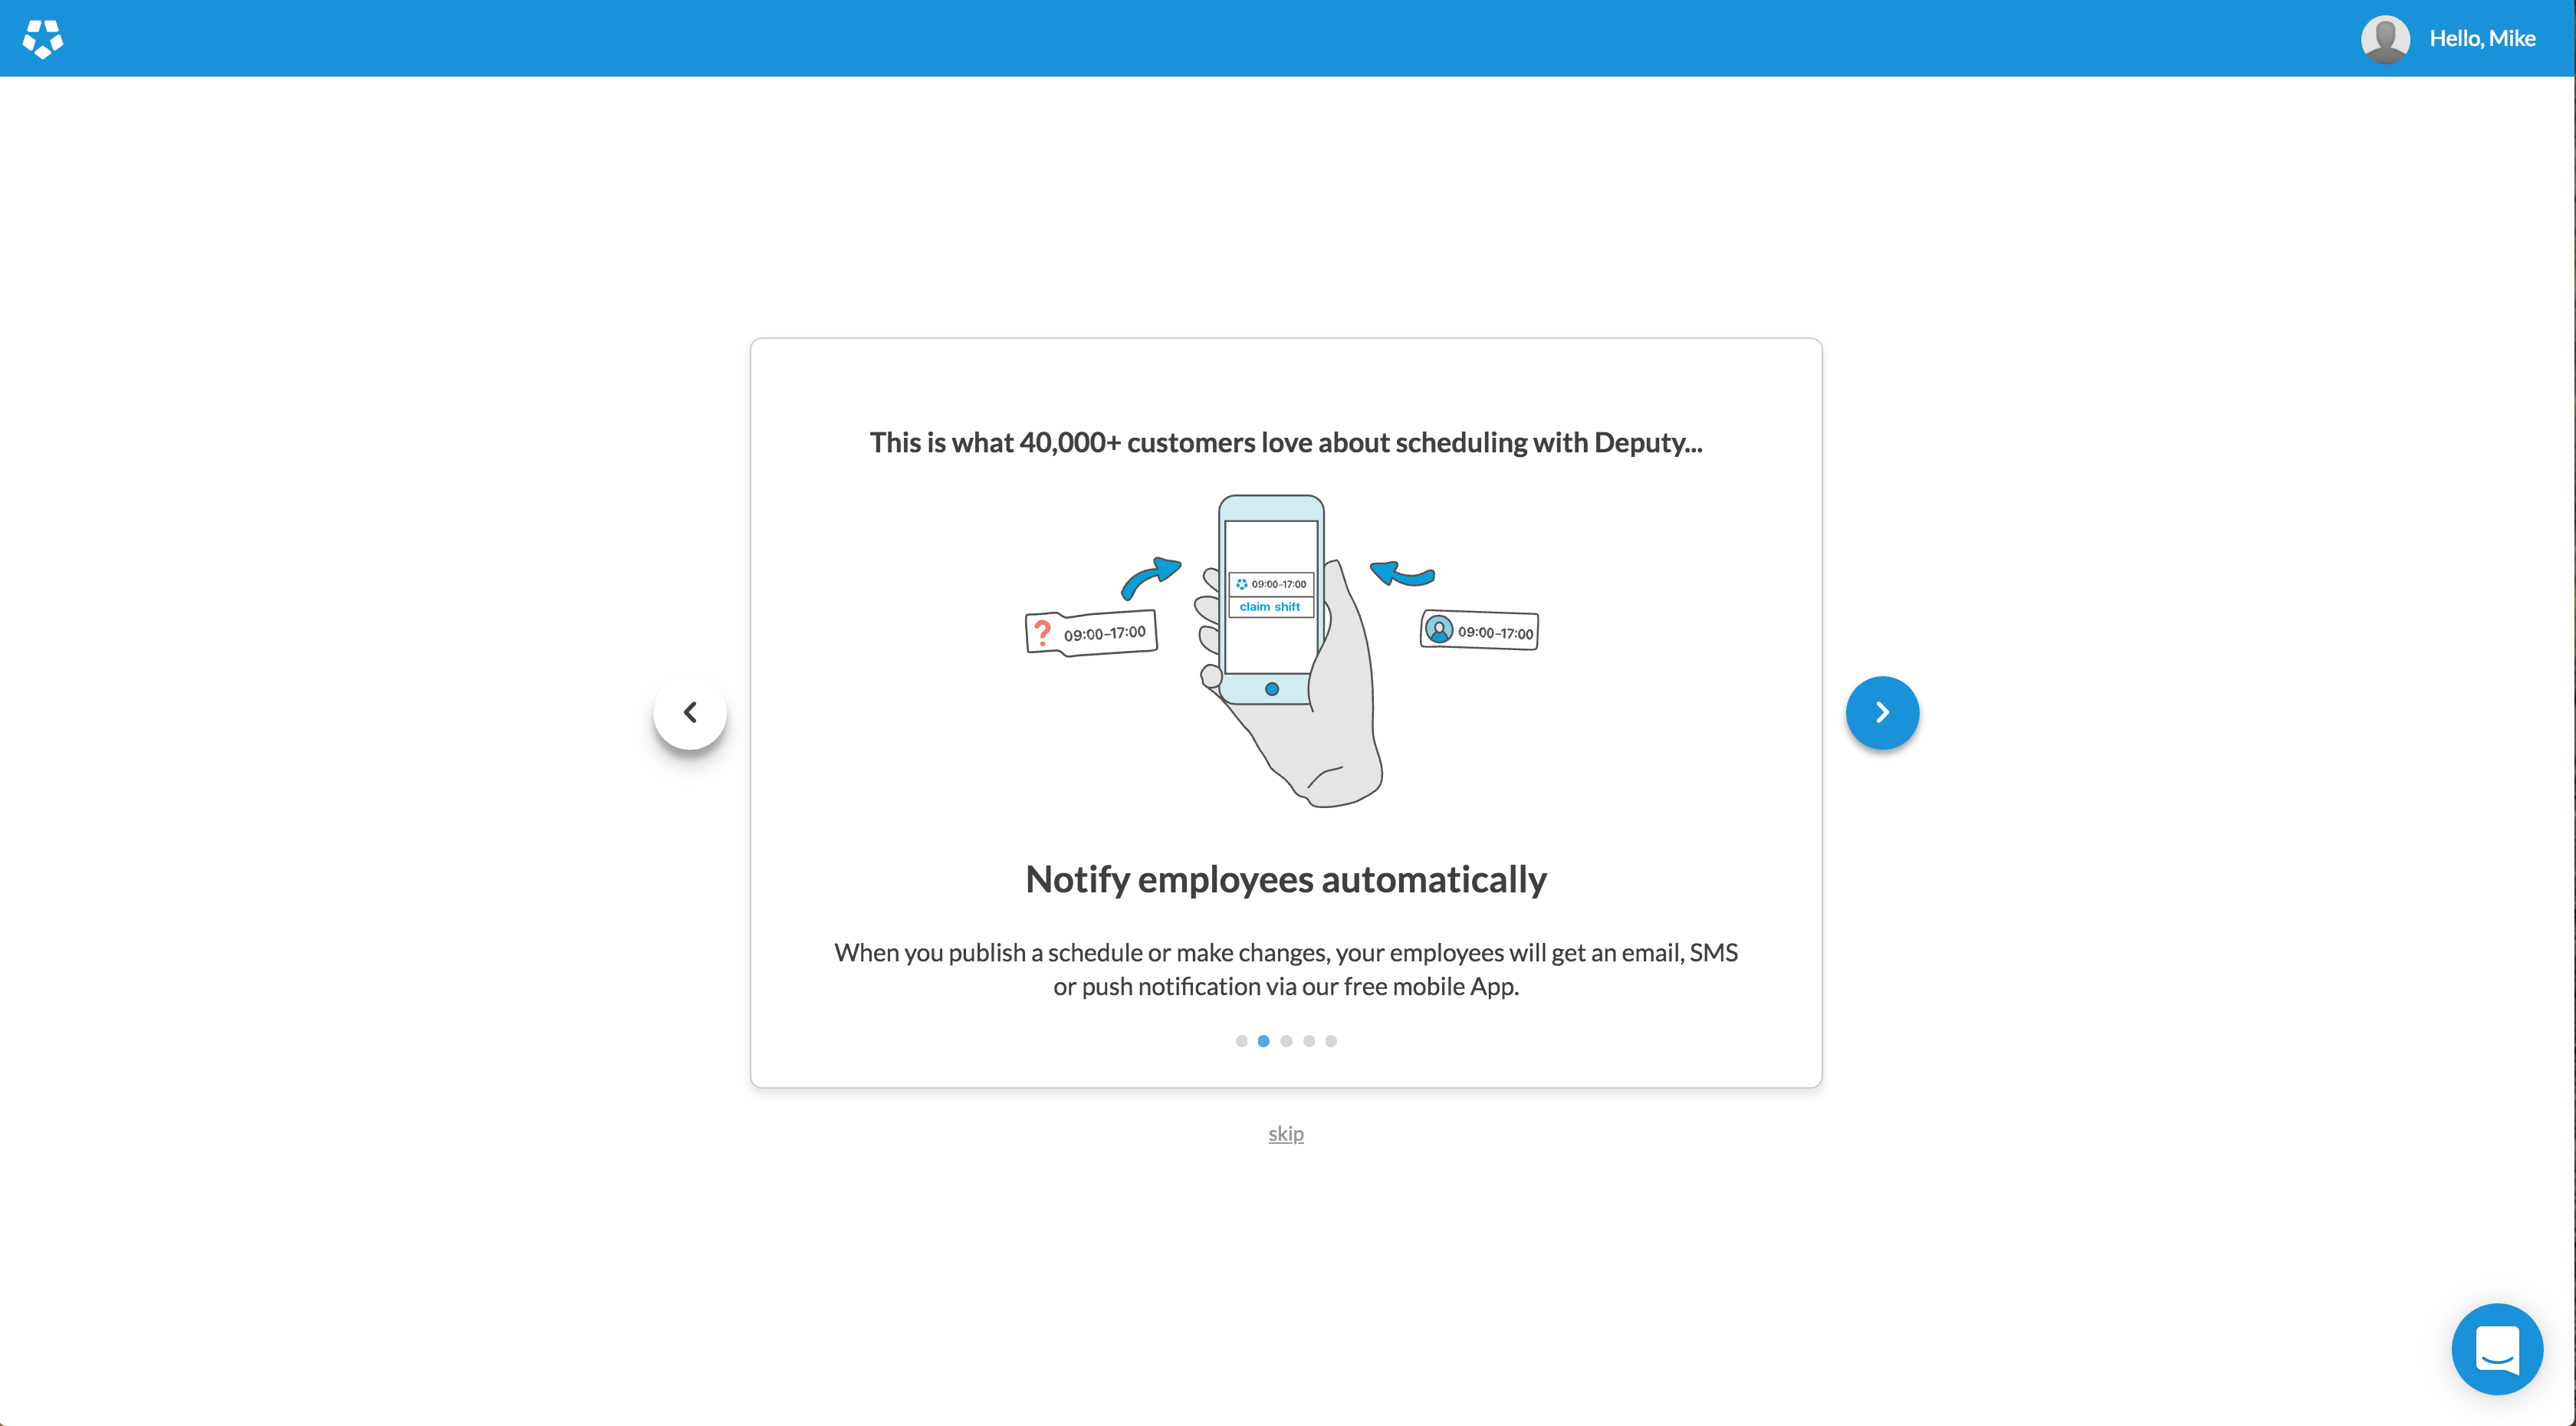 Hello, Mike
This is what 40,000+ customers love about scheduling with Deputy...
09:00-17:00
claim shift
? 09:00-17:00
09:00-17:00
Notify employees automatically
When you publish a schedule or make changes, your employees will get an email, SMS
or push notification via our free mobile App.
skip